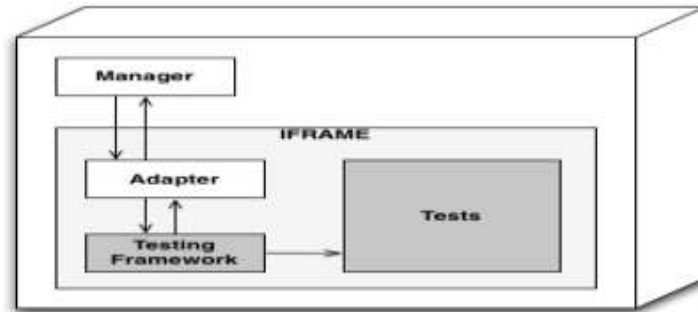 Manager
IFRAME
Adapter
Tests
Testing
Framework